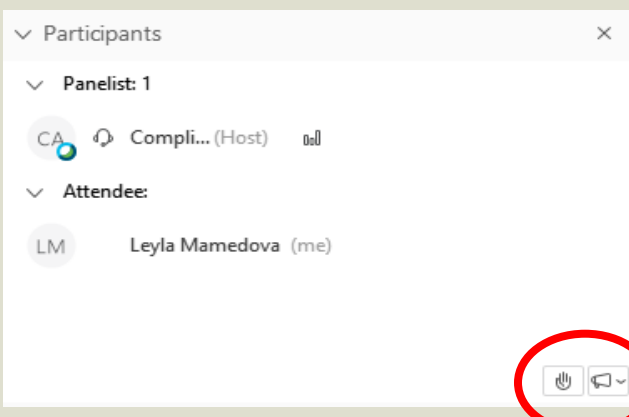 Participants
Panelist: 1
CA Compli... (Host)
Attendee:
LM Leyla Mamedova (me)